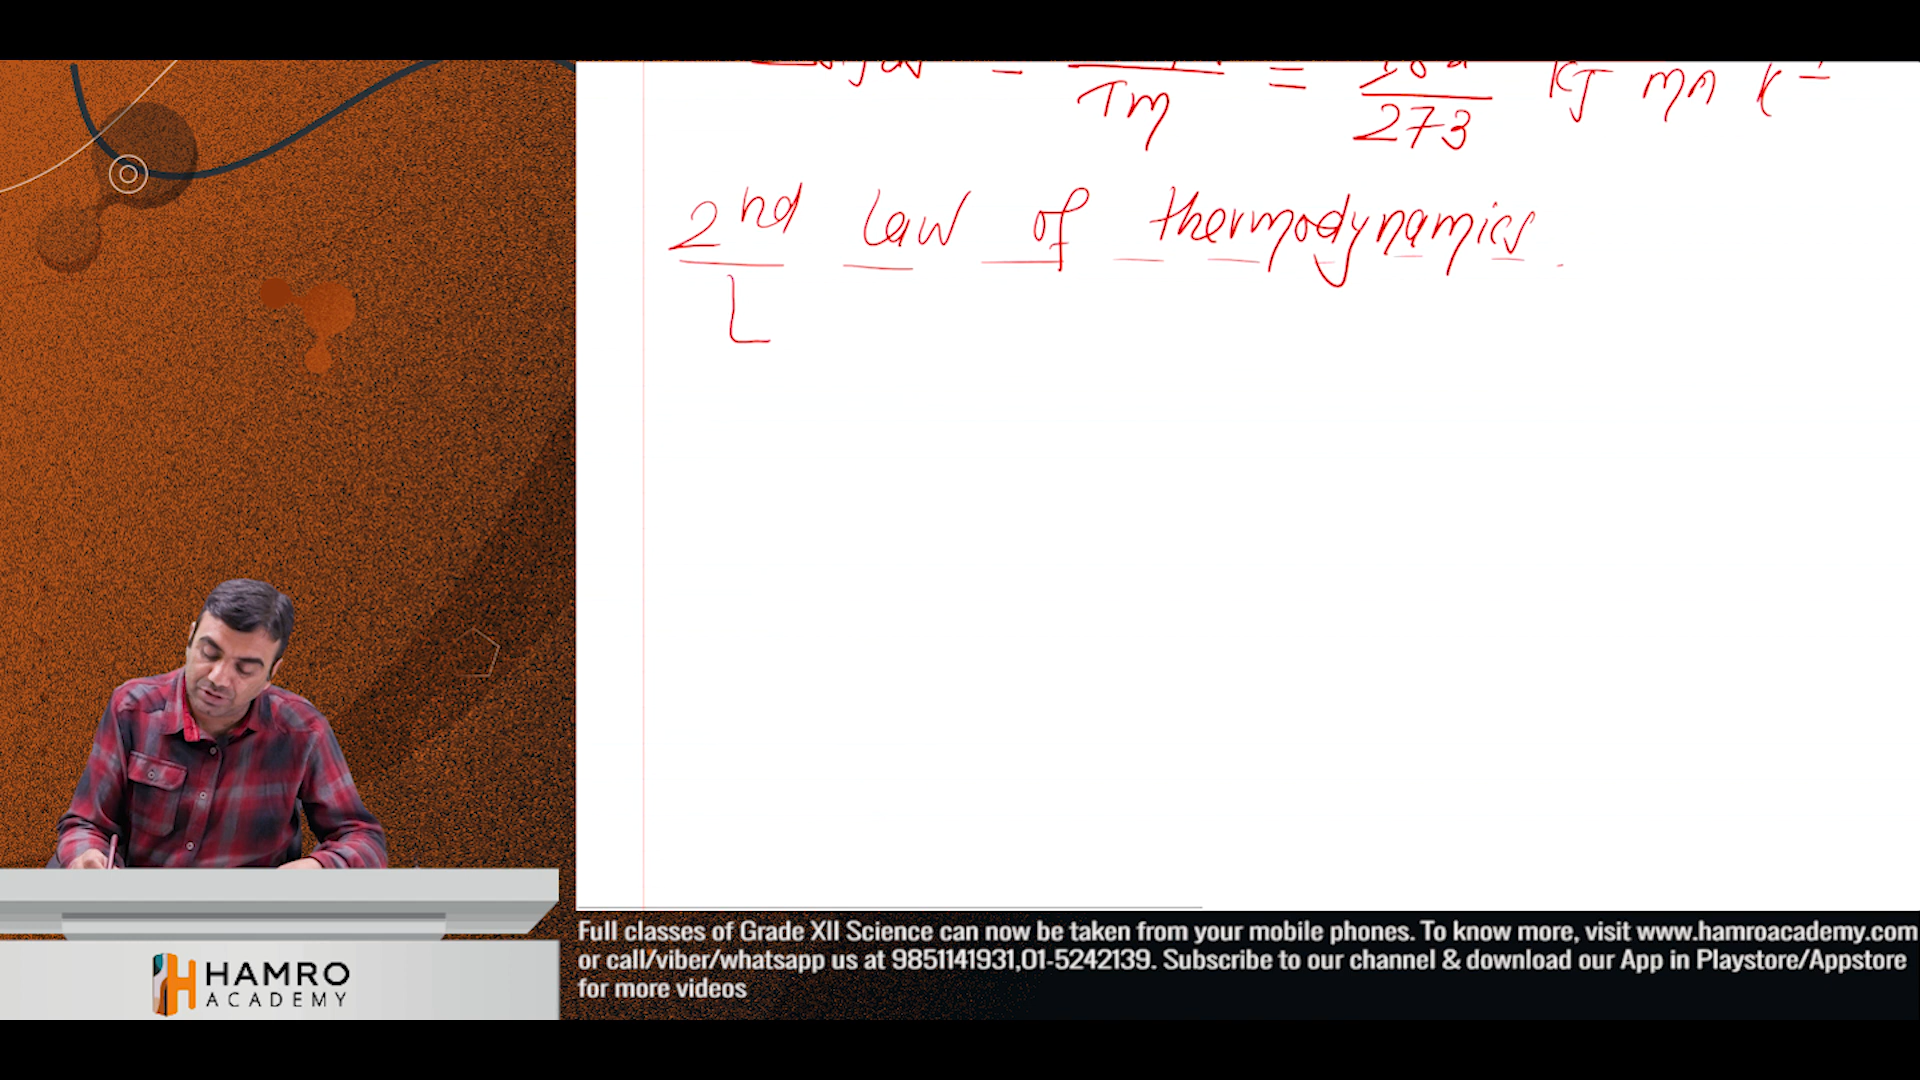 = Tm = 273 KJ
2nd Law of thermodynamics.
L
HAMRO
ACADEMY
Full classes of Grade XII Science can now be taken from your mobile phones. To know more, visit www.hamroacademy.com
or call/viber/whatsapp us at 9851141931,01-5242139. Subscribe to our channel & download our App in Playstore/Appstore
for more videos